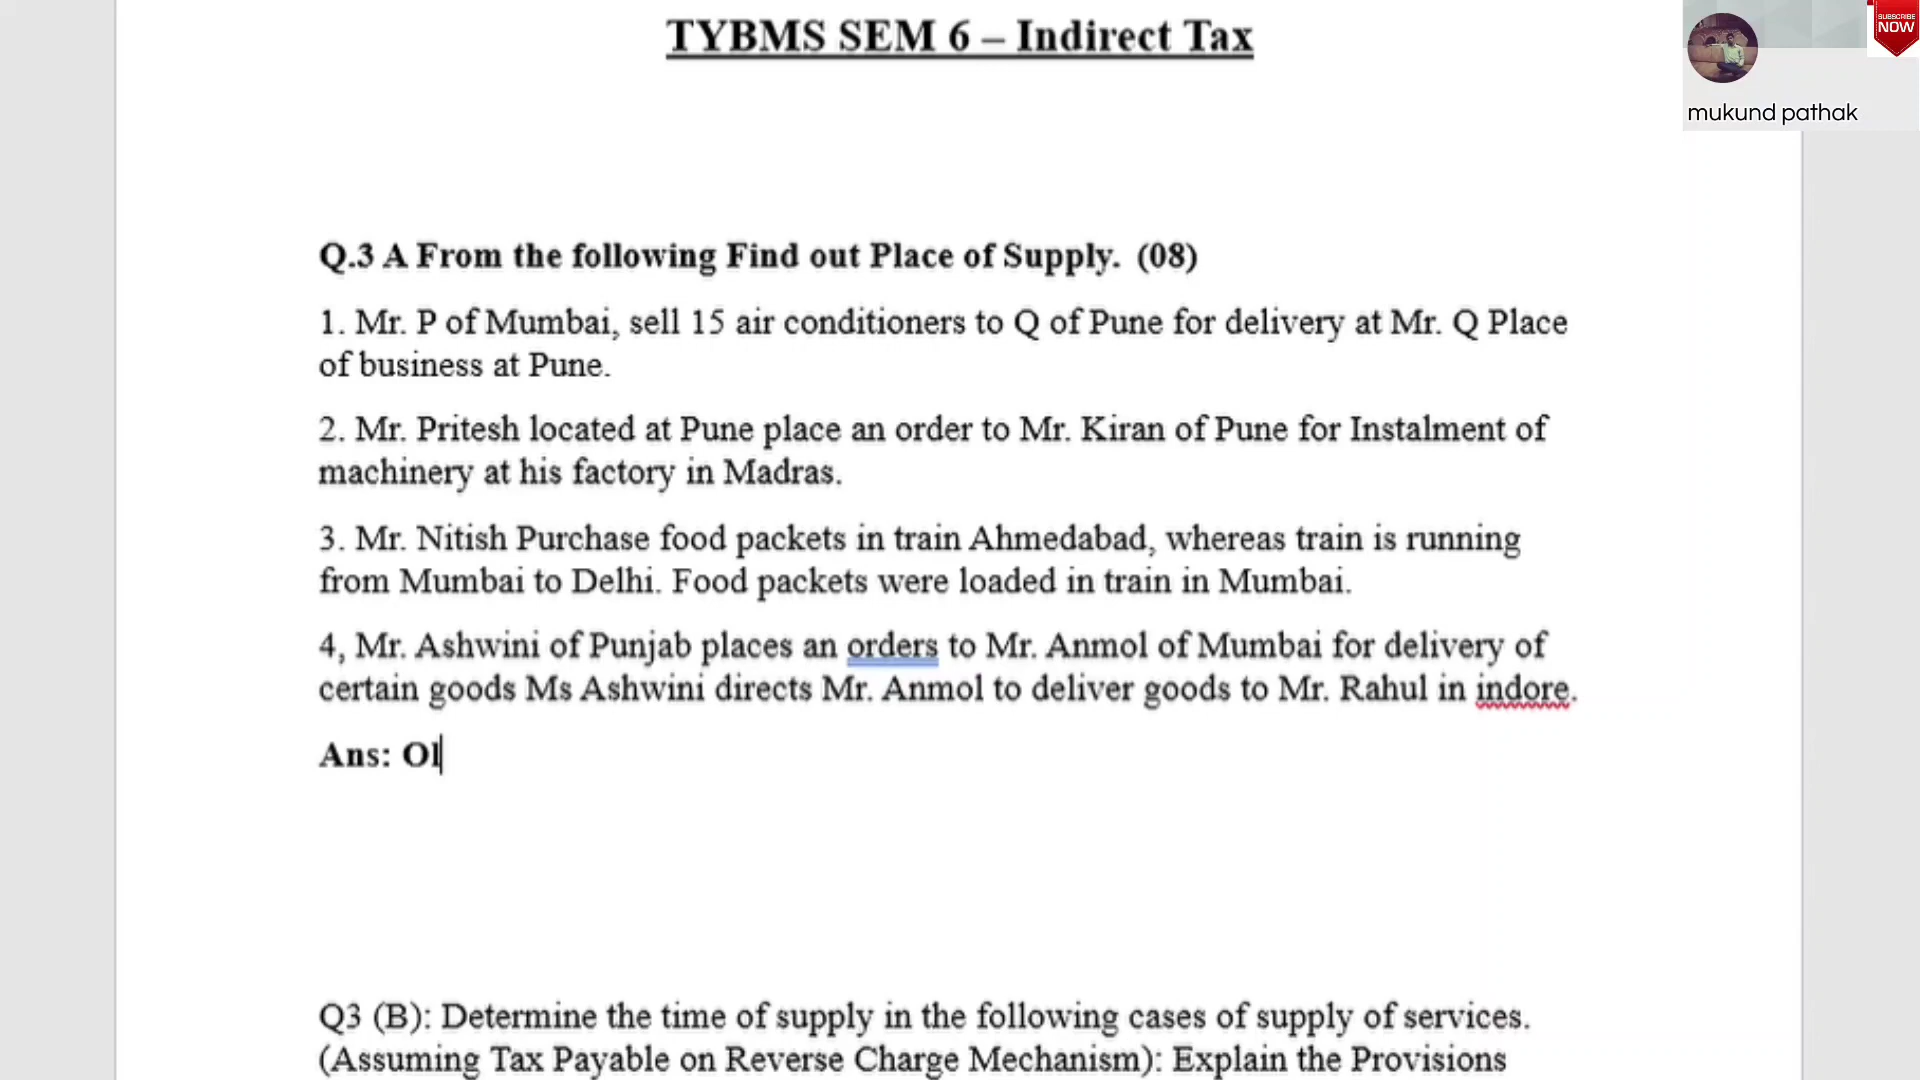 TYBMS SEM 6 – Indirect Tax
SUBSCRIBE
NOW
mukund pathak
Q.3 A From the following Find out Place of Supply. (08)
1. Mr. P of Mumbai, sell 15 air conditioners to Q of Pune for delivery at Mr. Q Place
of business at Pune.
2. Mr. Pritesh located at Pune place an order to Mr. Kiran of Pune for Instalment of
machinery at his factory in Madras.
3. Mr. Nitish Purchase food packets in train Ahmedabad, whereas train is running
from Mumbai to Delhi. Food packets were loaded in train in Mumbai.
4, Mr. Ashwini of Punjab places an orders to Mr. Anmol of Mumbai for delivery of
certain goods Ms Ashwini directs Mr. Anmol to deliver goods to Mr. Rahul in indore.
Ans: Ol
Q3 (B): Determine the time of supply in the following cases of supply of services.
(Assuming Tax Payable on Reverse Charge Mechanism): Explain the Provisions